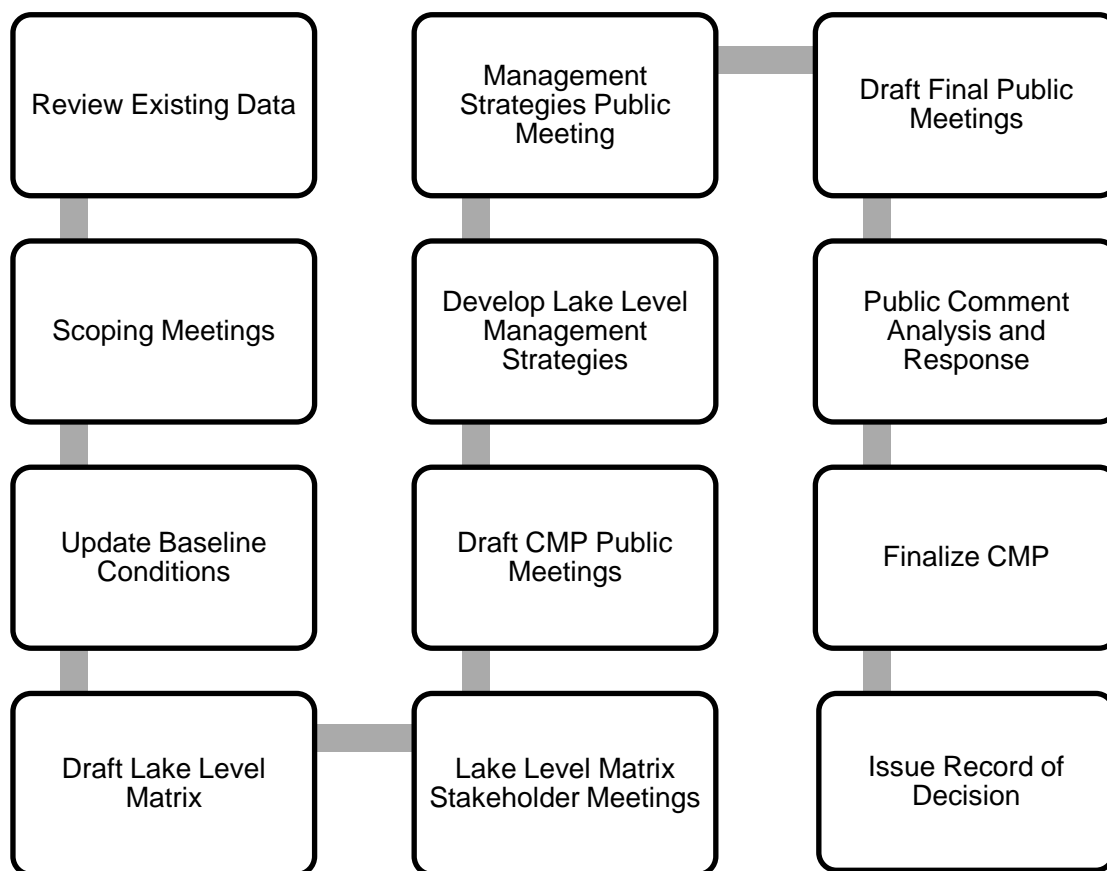 Review Existing Data
Scoping Meetings
Update Baseline
Conditions
Draft Lake Level
Matrix
Lake Level Matrix
Stakeholder Meetings
Draft CMP Public
Meetings
Develop Lake Level
Management
Strategies
Management
Strategies Public
Meeting
Draft Final Public
Meetings
Public Comment
Analysis and
Response
Finalize CMP
Issue Record of
Decision